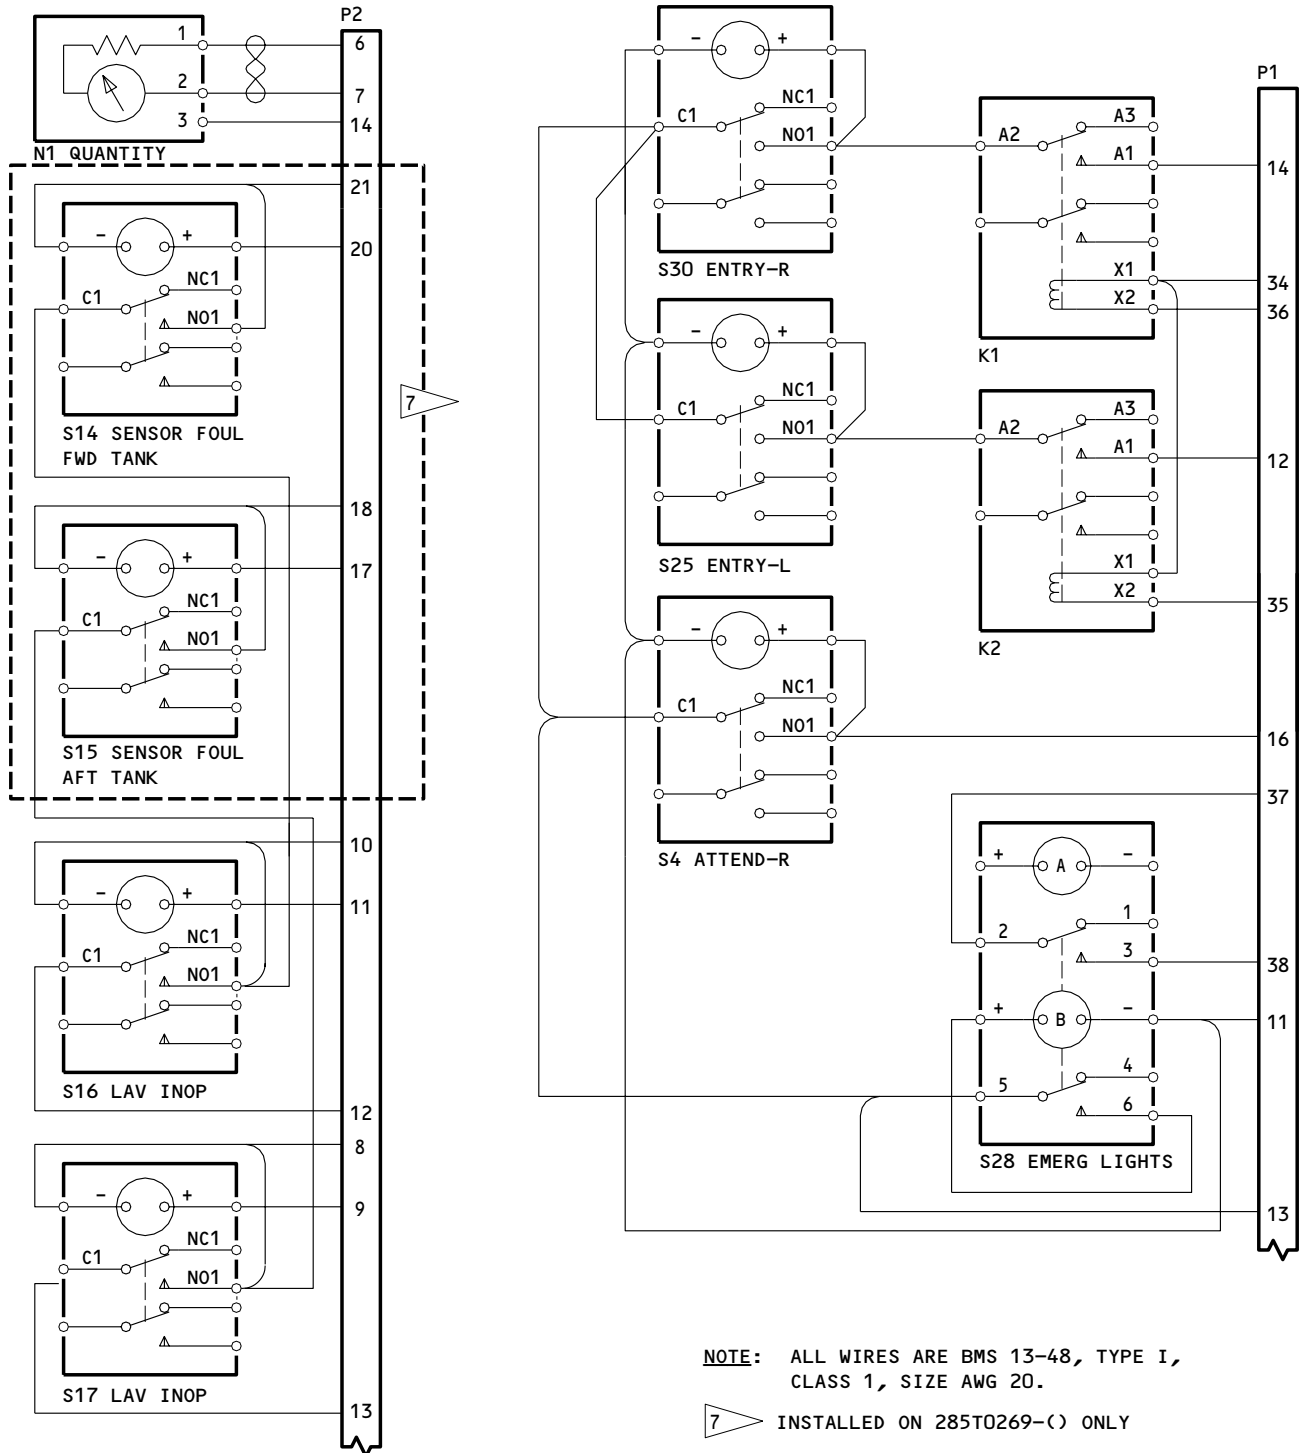 P2
1
6
2
7
3
14
N1 QUANTITY
21
- +
20
NC1
C1
NO1
S14 SENSOR FOUL
FWD TANK
7
18
- +
17
NC1
C1
NO1
S15 SENSOR FOUL
AFT TANK
10
- +
11
NC1
C1
NO1
S16 LAV INOP
12
8
- +
9
NC1
C1
NO1
S17 LAV INOP
13
- +
NC1
C1
NO1
S30 ENTRY-R
- +
NC1
C1
NO1
S25 ENTRY-L
- +
NC1
C1
NO1
S4 ATTEND-R
P1
A3
A2
A1
14
X1
34
X2
36
K1
A3
A2
A1
12
X1
X2
35
K2
16
37
+ A -
1
2
3
38
+ B -
11
4
5
6
S28 EMERG LIGHTS
13
NOTE: ALL WIRES ARE BMS 13-48, TYPE I,
CLASS 1, SIZE AWG 20.
7 INSTALLED ON 285T0269-() ONLY